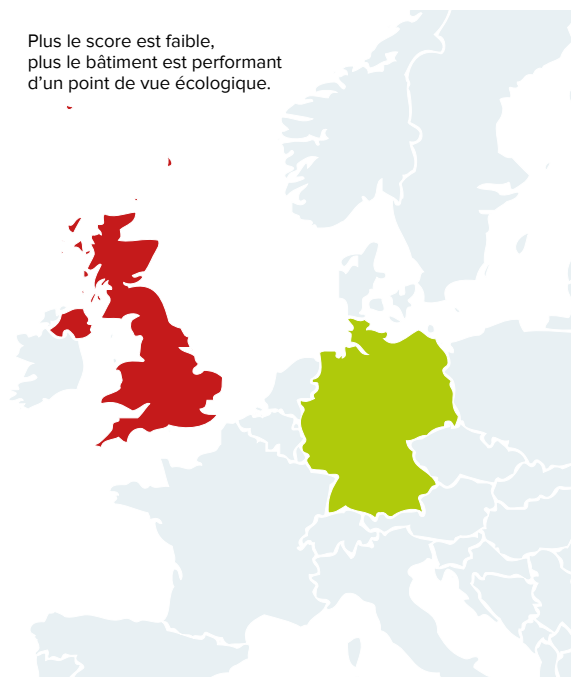 Plus le score est faible,
plus le bâtiment est performant
d’un point de vue écologique.